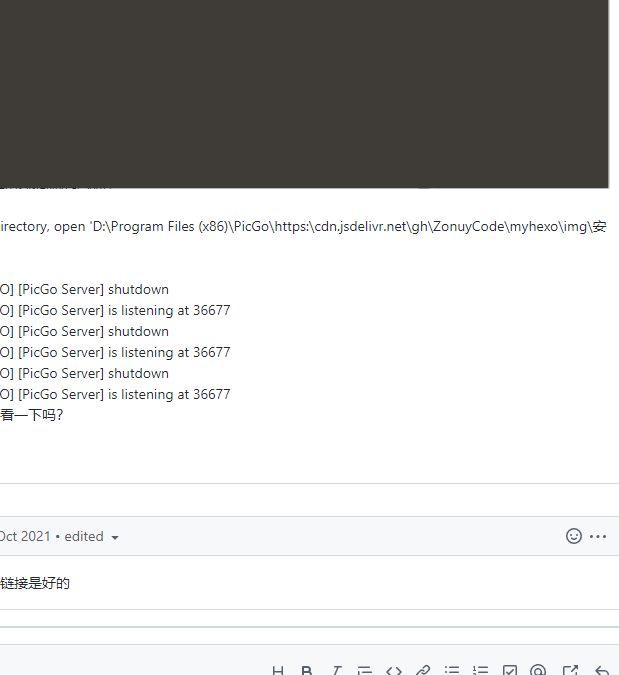 irectory, open 'D:\Program Files (x86)\PicGo\https:\cdn.jsdelivr.net\gh\ZonuyCode\myhexo\img\安
O] [PicGo Server] shutdown
O] [PicGo Server] is listening at 36677
O] [PicGo Server] shutdown
O] [PicGo Server] is listening at 36677
O] [PicGo Server] shutdown
O] [PicGo Server] is listening at 36677
看一下吗？
Oct 2021 • edited
链接是好的